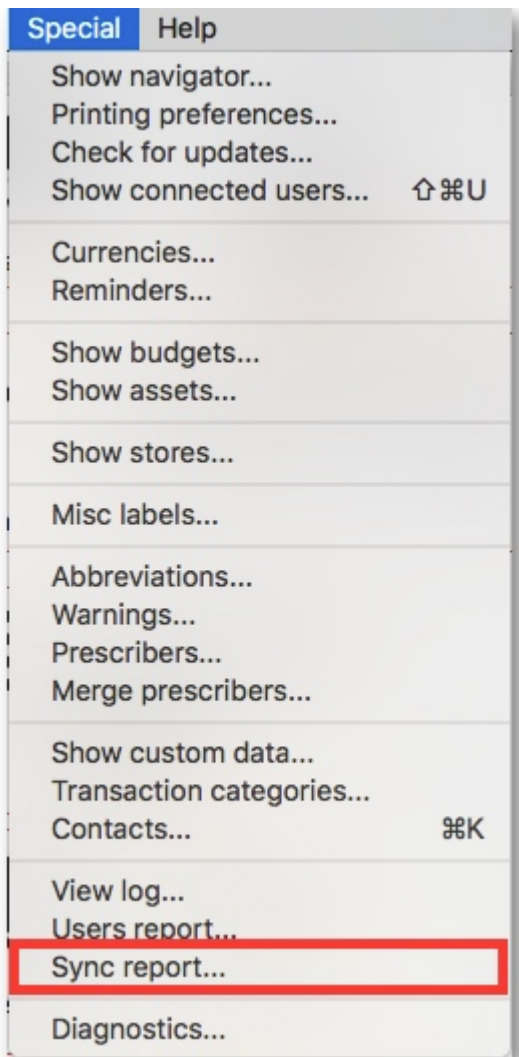 Special Help
Show navigator...
Printing preferences...
Check for updates...
Show connected users... ⇧⌘U
Currencies...
Reminders...
Show budgets...
Show assets...
Show stores...
Misc labels...
Abbreviations...
Warnings...
Prescribers...
Merge prescribers...
Show custom data...
Transaction categories...
Contacts... ⌘K
View log...
Users report...
Sync report...
Diagnostics...